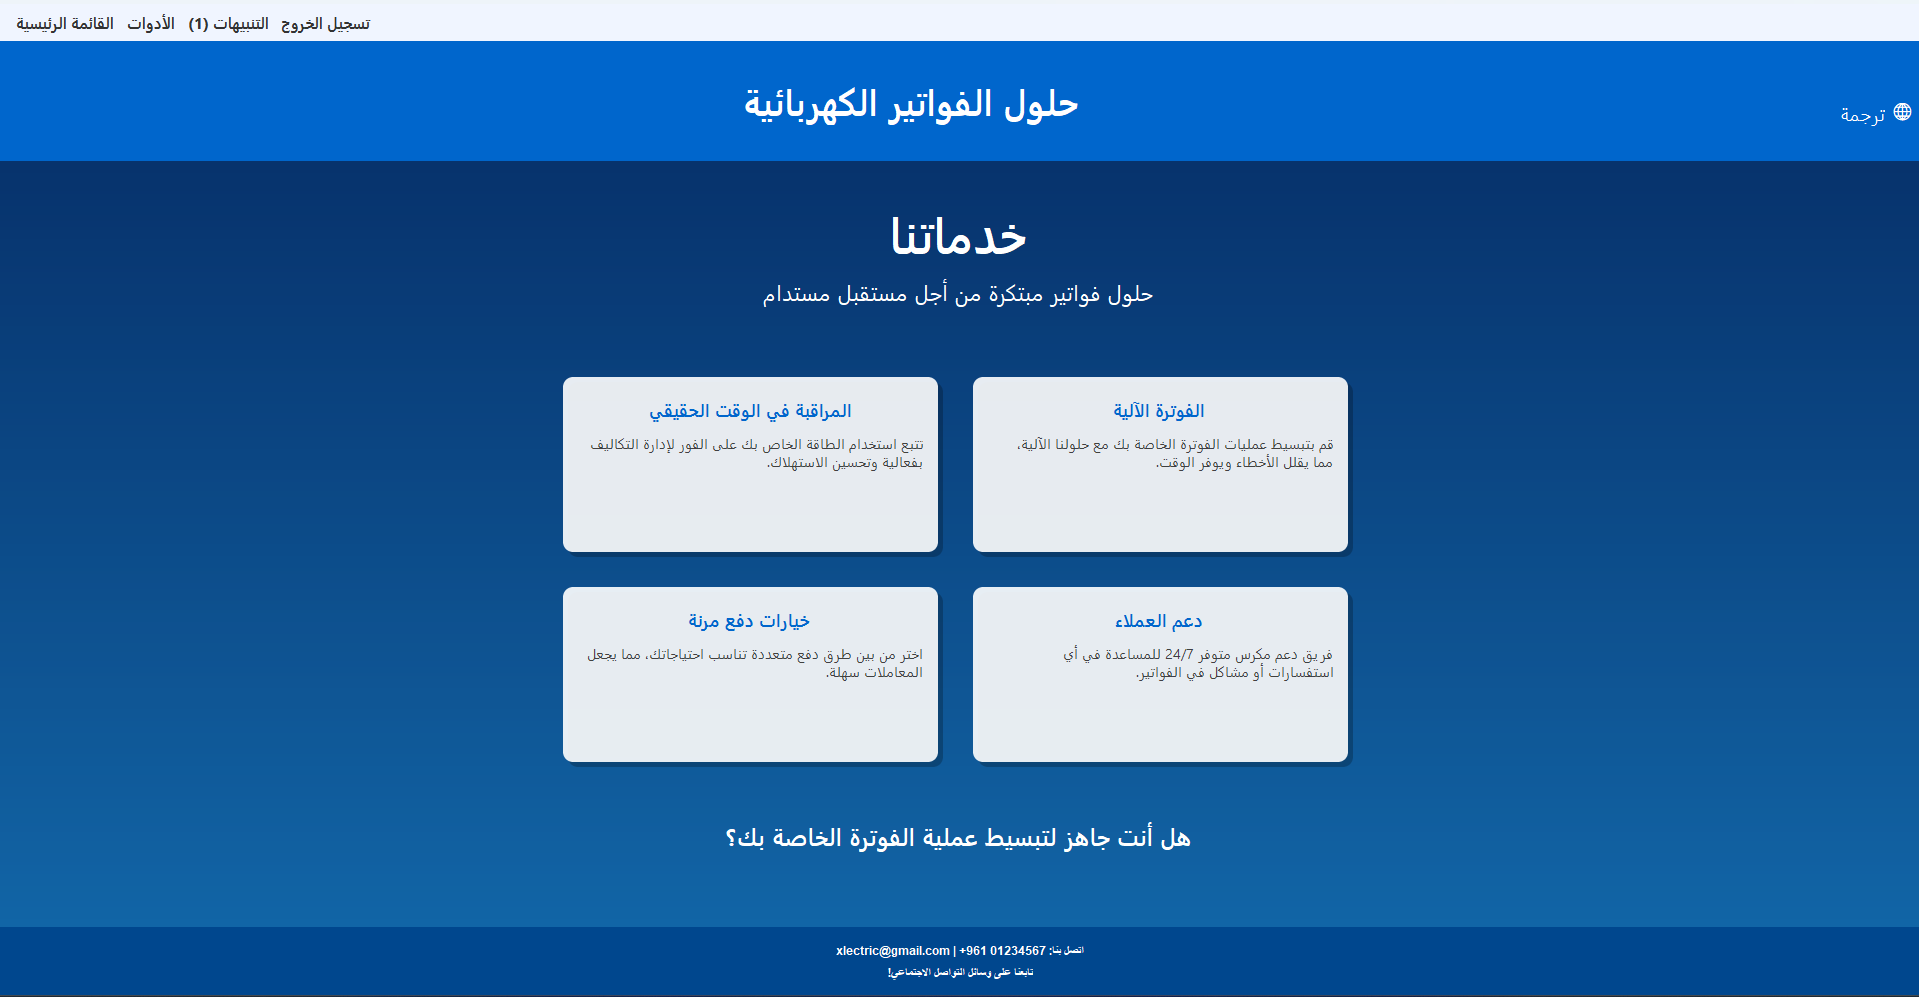 القائمة الرئيسية الأدوات التنبيهات (1) تسجيل الخروج
حلول الفواتير الكهربائية
ترجمة
خدماتنا
حلول فواتير مبتكرة من أجل مستقبل مستدام
الفوترة الآلية
قم بتبسيط عمليات الفوترة الخاصة بك مع حلولنا الآلية،
مما يقلل الأخطاء ويوفر الوقت.
المراقبة في الوقت الحقيقي
تتبع استخدام الطاقة الخاص بك على الفور لإدارة التكاليف
بفعالية وتحسين الاستهلاك.
دعم العملاء
فريق دعم مكرس متوفر 24/7 للمساعدة في أي
استفسارات أو مشاكل في الفواتير.
خيارات دفع مرنة
اختر من بين طرق دفع متعددة تناسب احتياجاتك، مما يجعل
المعاملات سهلة.
هل أنت جاهز لتبسيط عملية الفوترة الخاصة بك؟
اتصل بنا: xlectric@gmail.com | +961 01234567
تابعنا على وسائل التواصل الاجتماعي!